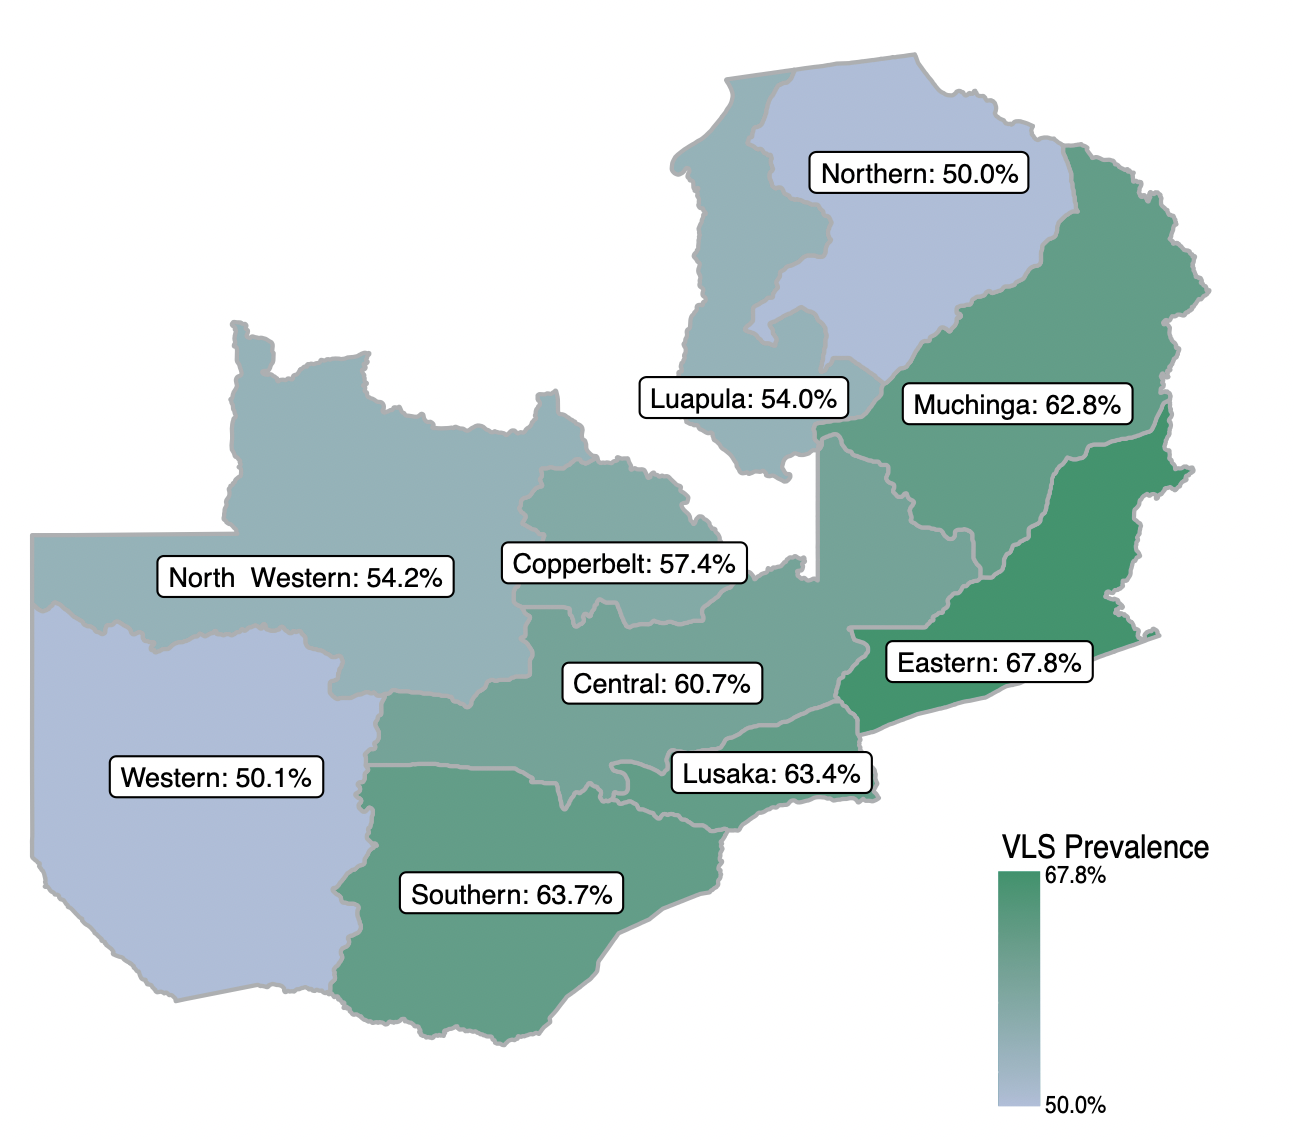 Northern: 50.0%
Luapula: 54.0%
Muchinga: 62.8%
Copperbelt: 57.4%
North  Western: 54.2%
Eastern: 67.8%
Central: 60.7%
Lusaka: 63.4%
Western: 50.1%
Southern: 63.7%
VLS Prevalence
67.8%
50.0%